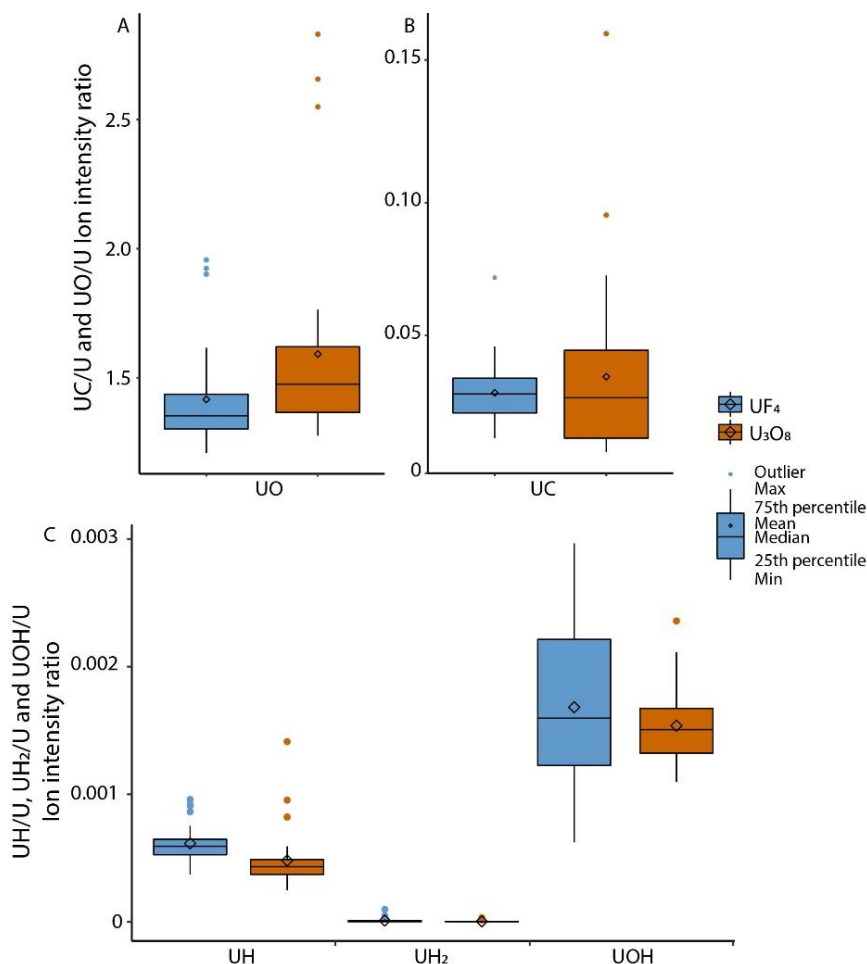 A
B
UC/U and UO/U Ion intensity ratio
2.5
2.0
1.5
UO
0.15
0.10
0.05
0
UC
UF₄
U₃O₈
Outlier
Max
75th percentile
Mean
Median
25th percentile
Min
C
UH/U, UH₂/U and UOH/U
Ion intensity ratio
0.003
0.002
0.001
0
UH
UH₂
UOH